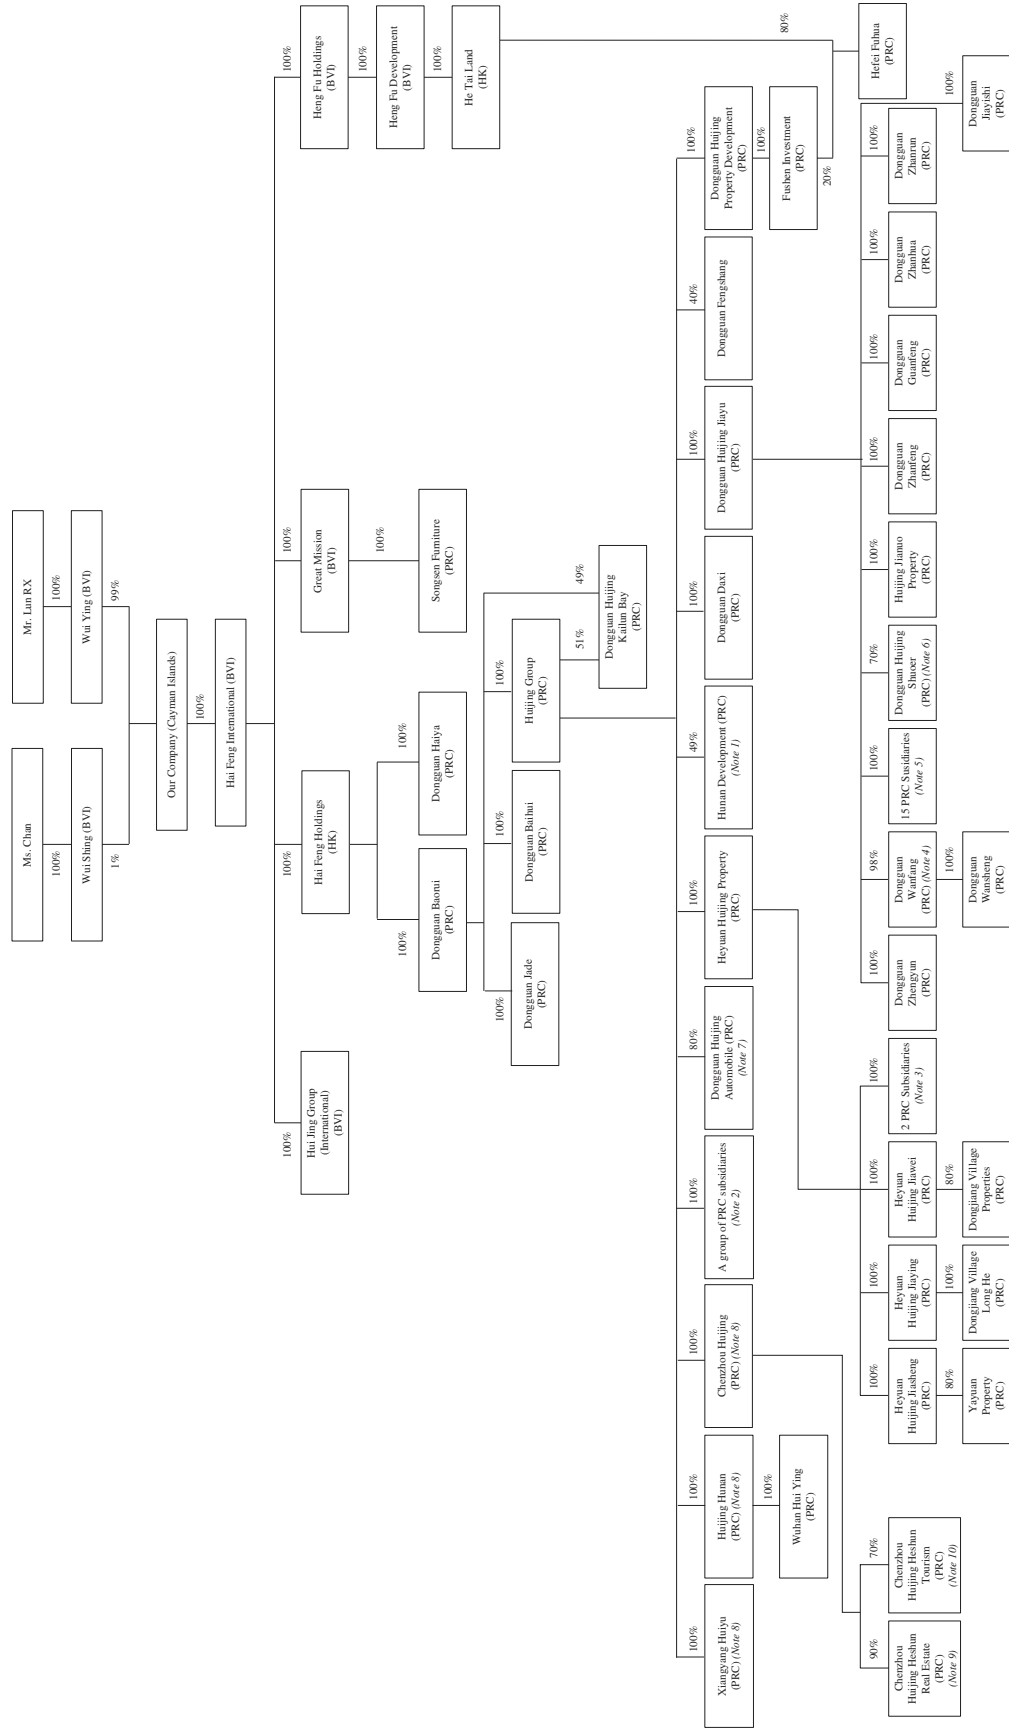 Ms. Chan
Mr. Lun RX
100%
100%
Wui Shing (BVI)
Wui Ying (BVI)
1%
99%
Our Company (Cayman Islands)
100%
Hai Feng International (BVI)
100%
100%
100%
100%
Hui Jing Group
(International)
(BVI)
Hai Feng Holdings
(HK)
Great Mission
(BVI)
Heng Fu Holdings
(BVI)
100%
Heng Fu Development
(BVI)
100%
He Tai Land
(HK)
100%
100%
100%
Dongguan Baorui
(PRC)
Dongguan Haiya
(PRC)
Songsen Furniture
(PRC)
100%
100%
100%
Dongguan Jade
(PRC)
Dongguan Baihui
(PRC)
Huijing Group
(PRC)
51%
49%
Dongguan Huijing
Kailun Bay
(PRC)
100%
100%
100%
100%
80%
100%
49%
100%
100%
40%
100%
Xiangyang Huiyu
(PRC) (Note 8)
Huijing Hunan
(PRC) (Note 8)
Chenzhou Huijing
(PRC) (Note 8)
A group of PRC subsidiaries
(Note 2)
Dongguan Huijing
Automobile (PRC)
(Note 7)
Heyuan Huijing Property
(PRC)
Hunan Development (PRC)
(Note 1)
Dongguan Daxi
(PRC)
Dongguan Huijing Jiayu
(PRC)
Dongguan Fengshang
(PRC)
Dongguan Huijing
Property Development
(PRC)
100%
Wuhan Hui Ying
(PRC)
100%
Fushen Investment
(PRC)
20%
80%
Hefei Fuhua
(PRC)
90%
70%
Chenzhou
Huijing Heshun
Real Estate
(PRC)
(Note 9)
Chenzhou
Huijing Heshun
Tourism
(PRC)
(Note 10)
100%
100%
100%
100%
Heyuan
Huijing Jiasheng
(PRC)
Heyuan
Huijing Jiaying
(PRC)
Heyuan
Huijing Jiawei
(PRC)
2 PRC Subsidiaries
(Note 3)
80%
100%
80%
Yayuan
Property
(PRC)
Dongjiang Village
Long He
(PRC)
Dongjiang Village
Properties
(PRC)
100%
98%
100%
70%
100%
100%
100%
100%
100%
100%
Dongguan
Zhengyun
(PRC)
Dongguan
Wanfang
(PRC) (Note 4)
15 PRC Susidiaries
(Note 5)
Dongguan Huijing
Shuoer
(PRC) (Note 6)
Huijing Jianuo
Property
(PRC)
Dongguan
Zhanfeng
(PRC)
Dongguan
Guanfeng
(PRC)
Dongguan
Zhanhua
(PRC)
Dongguan
Zhanrun
(PRC)
100%
Dongguan
Wansheng
(PRC)
Dongguan
Jiayishi
(PRC)